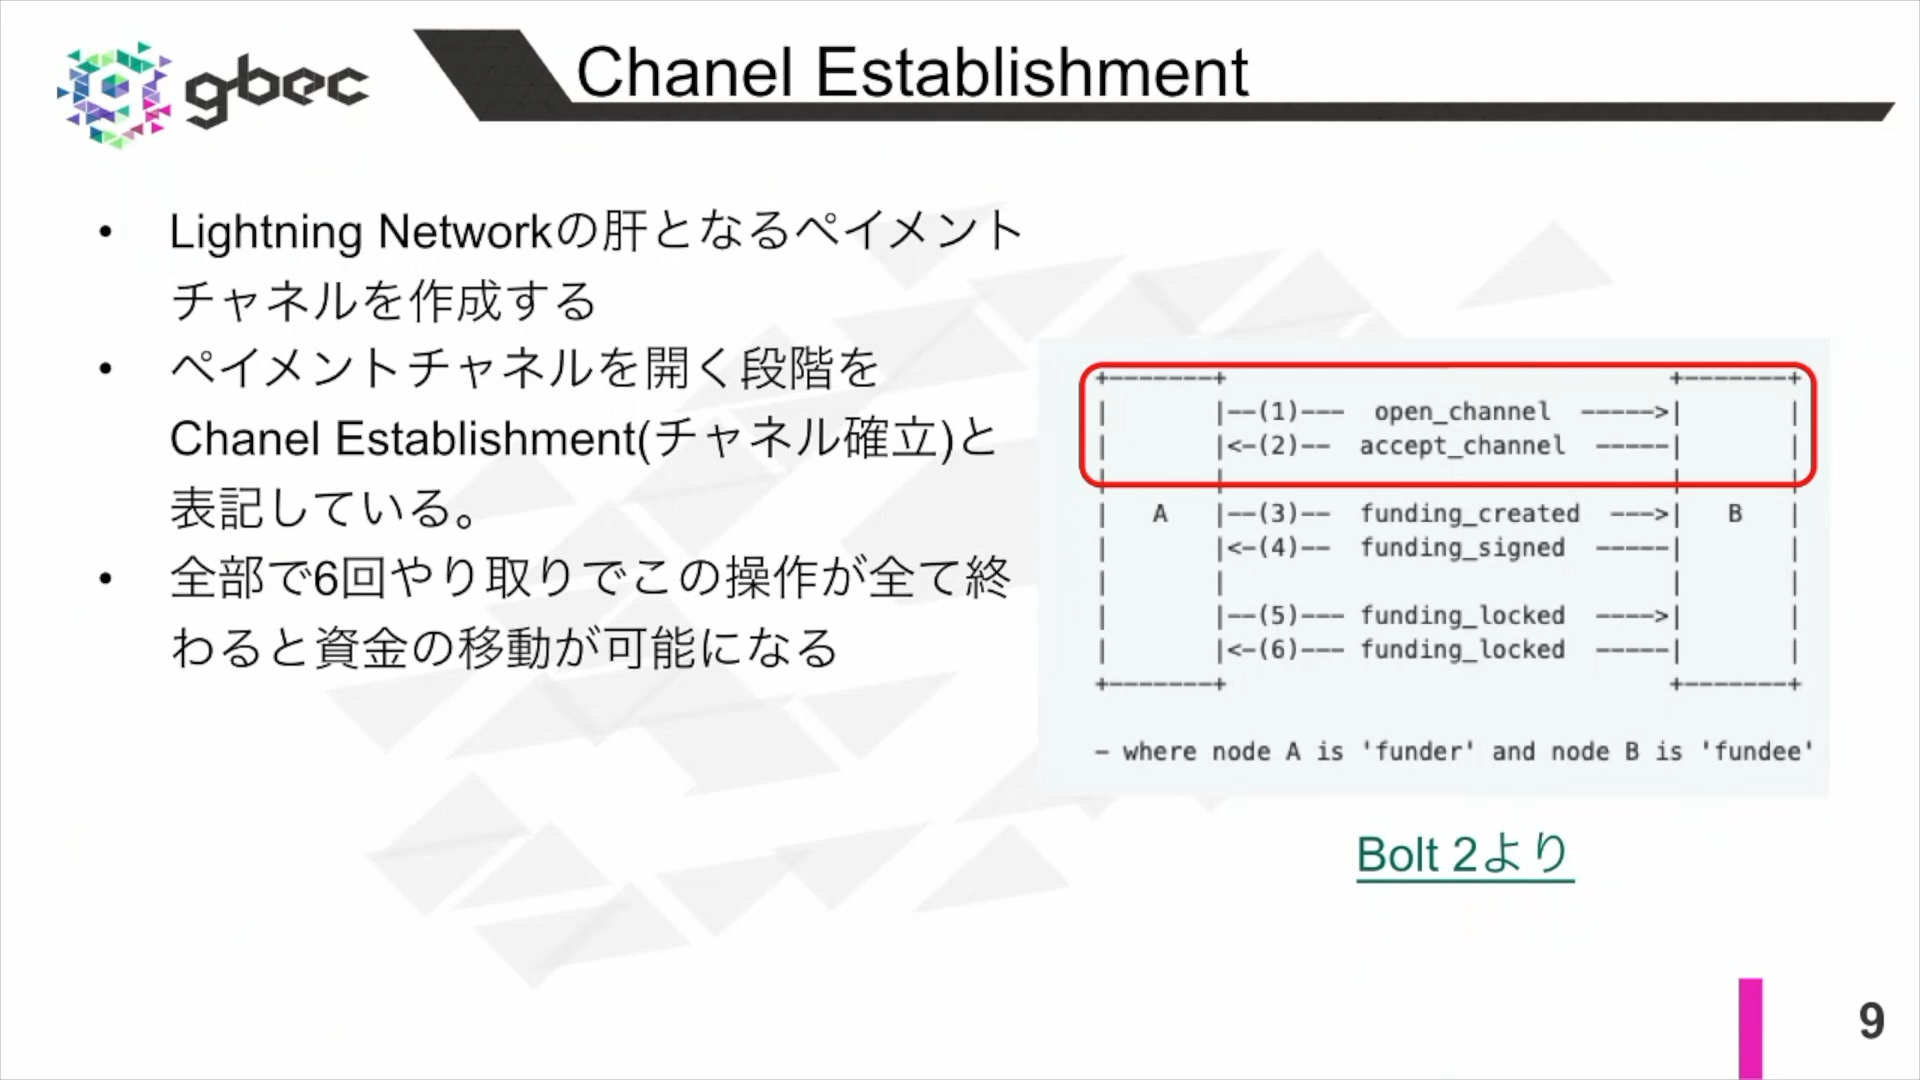 gbec
Chanel Establishment
• Lightning Networkの肝となるペイメント
チャネルを作成する
• ペイメントチャネルを開く段階を
Chanel Establishment(チャネル確立)と
表記している。
• 全部で6回やり取りでこの操作が全て終
わると資金の移動が可能になる
+-------+                              +-------+
|       |--(1)---  open_channel  ----->|       |
|       |<-(2)--  accept_channel  -----|       |
|       |                              |       |
|   A   |--(3)--  funding_created  --->|   B   |
|       |<-(4)--  funding_signed  -----|       |
|       |                              |       |
|       |--(5)--- funding_locked  ---->|       |
|       |<-(6)--- funding_locked  -----|       |
+-------+                              +-------+
- where node A is 'funder' and node B is 'fundee'
Bolt 2より
9